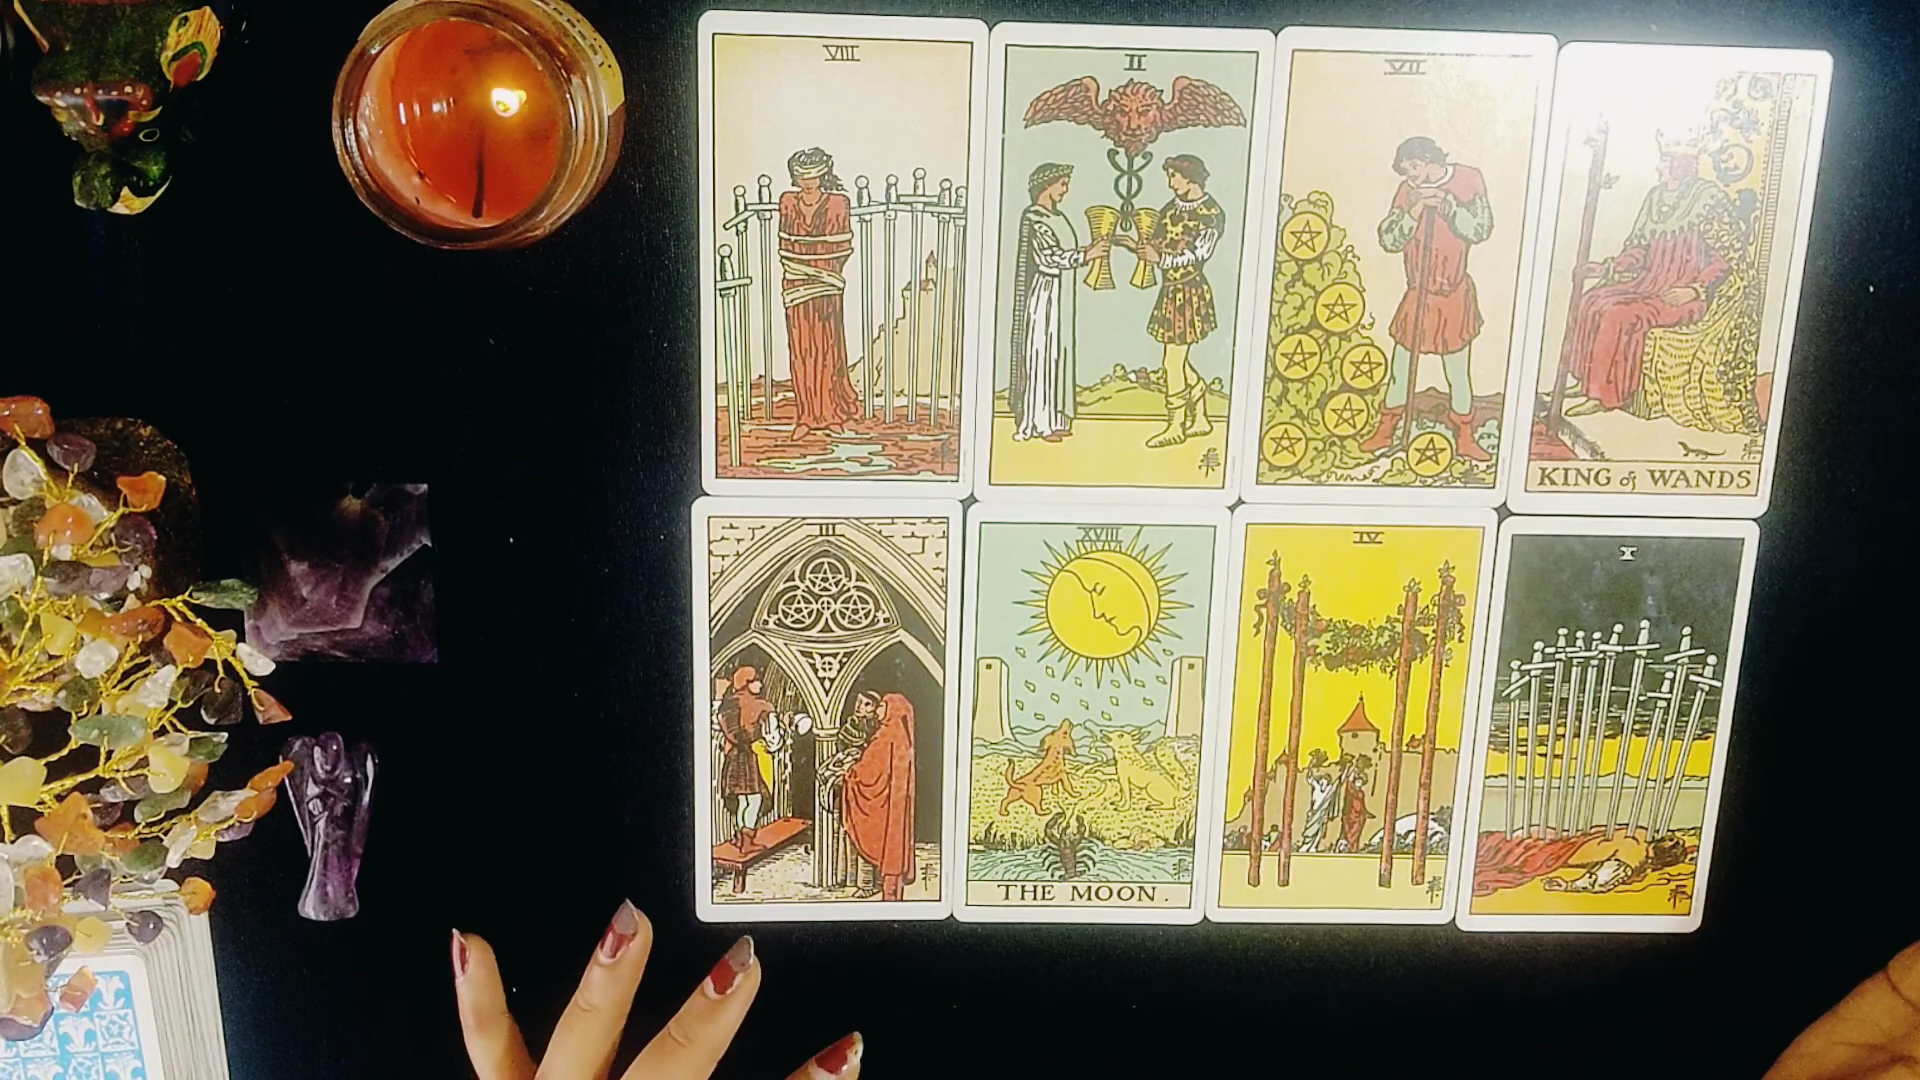 VIII
II
VII
KING of WANDS
III
XVIII
THE MOON.
IV
X